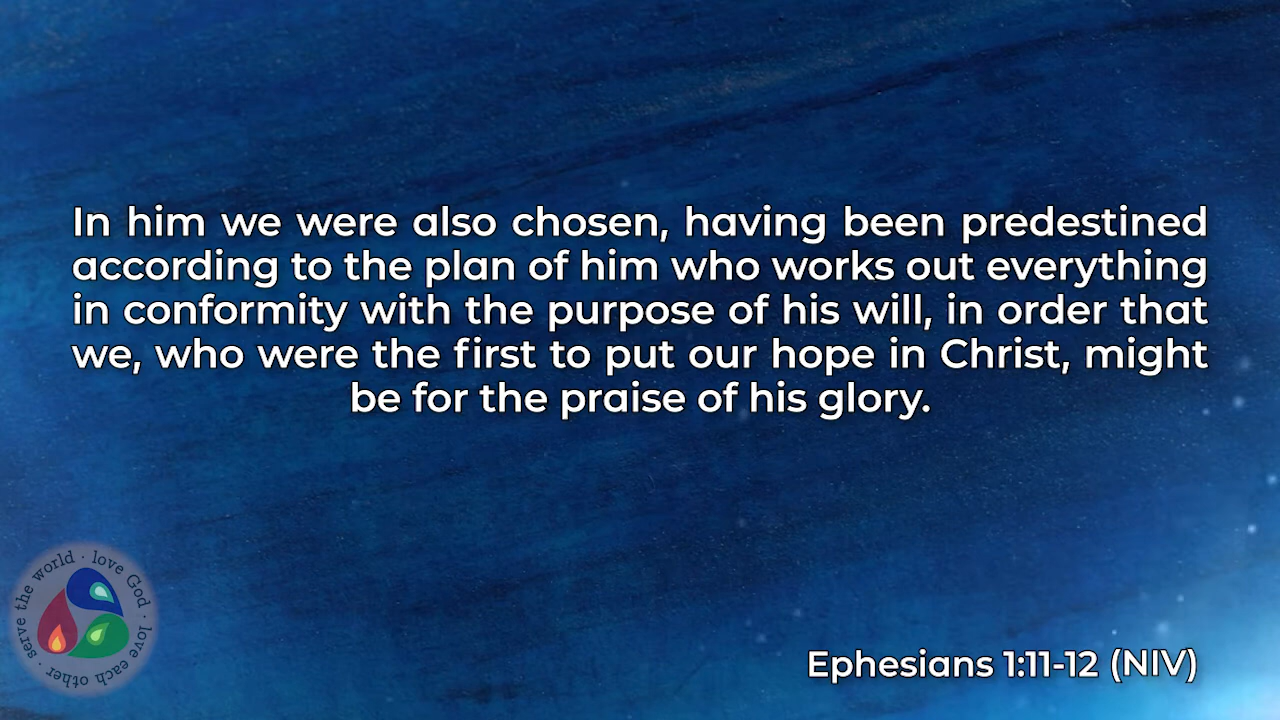 In him we were also chosen, having been predestined
according to the plan of him who works out everything
in conformity with the purpose of his will, in order that
we, who were the first to put our hope in Christ, might
be for the praise of his glory.
serve the world · love God · love each other ·
Ephesians 1:11-12 (NIV)